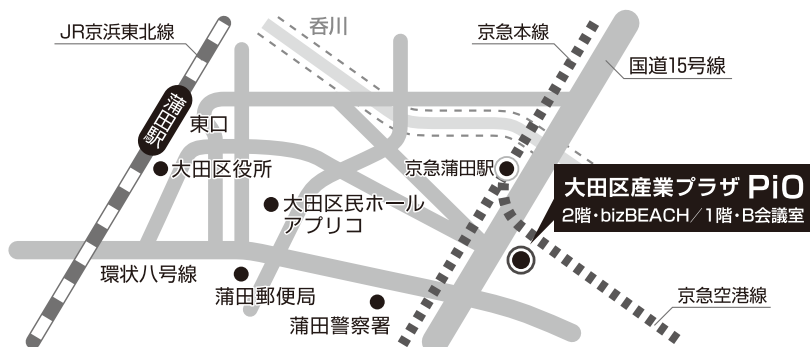 JR京浜東北線
呑川
京急本線
国道15号線
蒲田駅
東口
大田区役所
京急蒲田駅
大田区産業プラザ PiO
2階・bizBEACH／1階・B会議室
大田区民ホール
アプリコ
環状八号線
蒲田郵便局
蒲田警察署
京急空港線